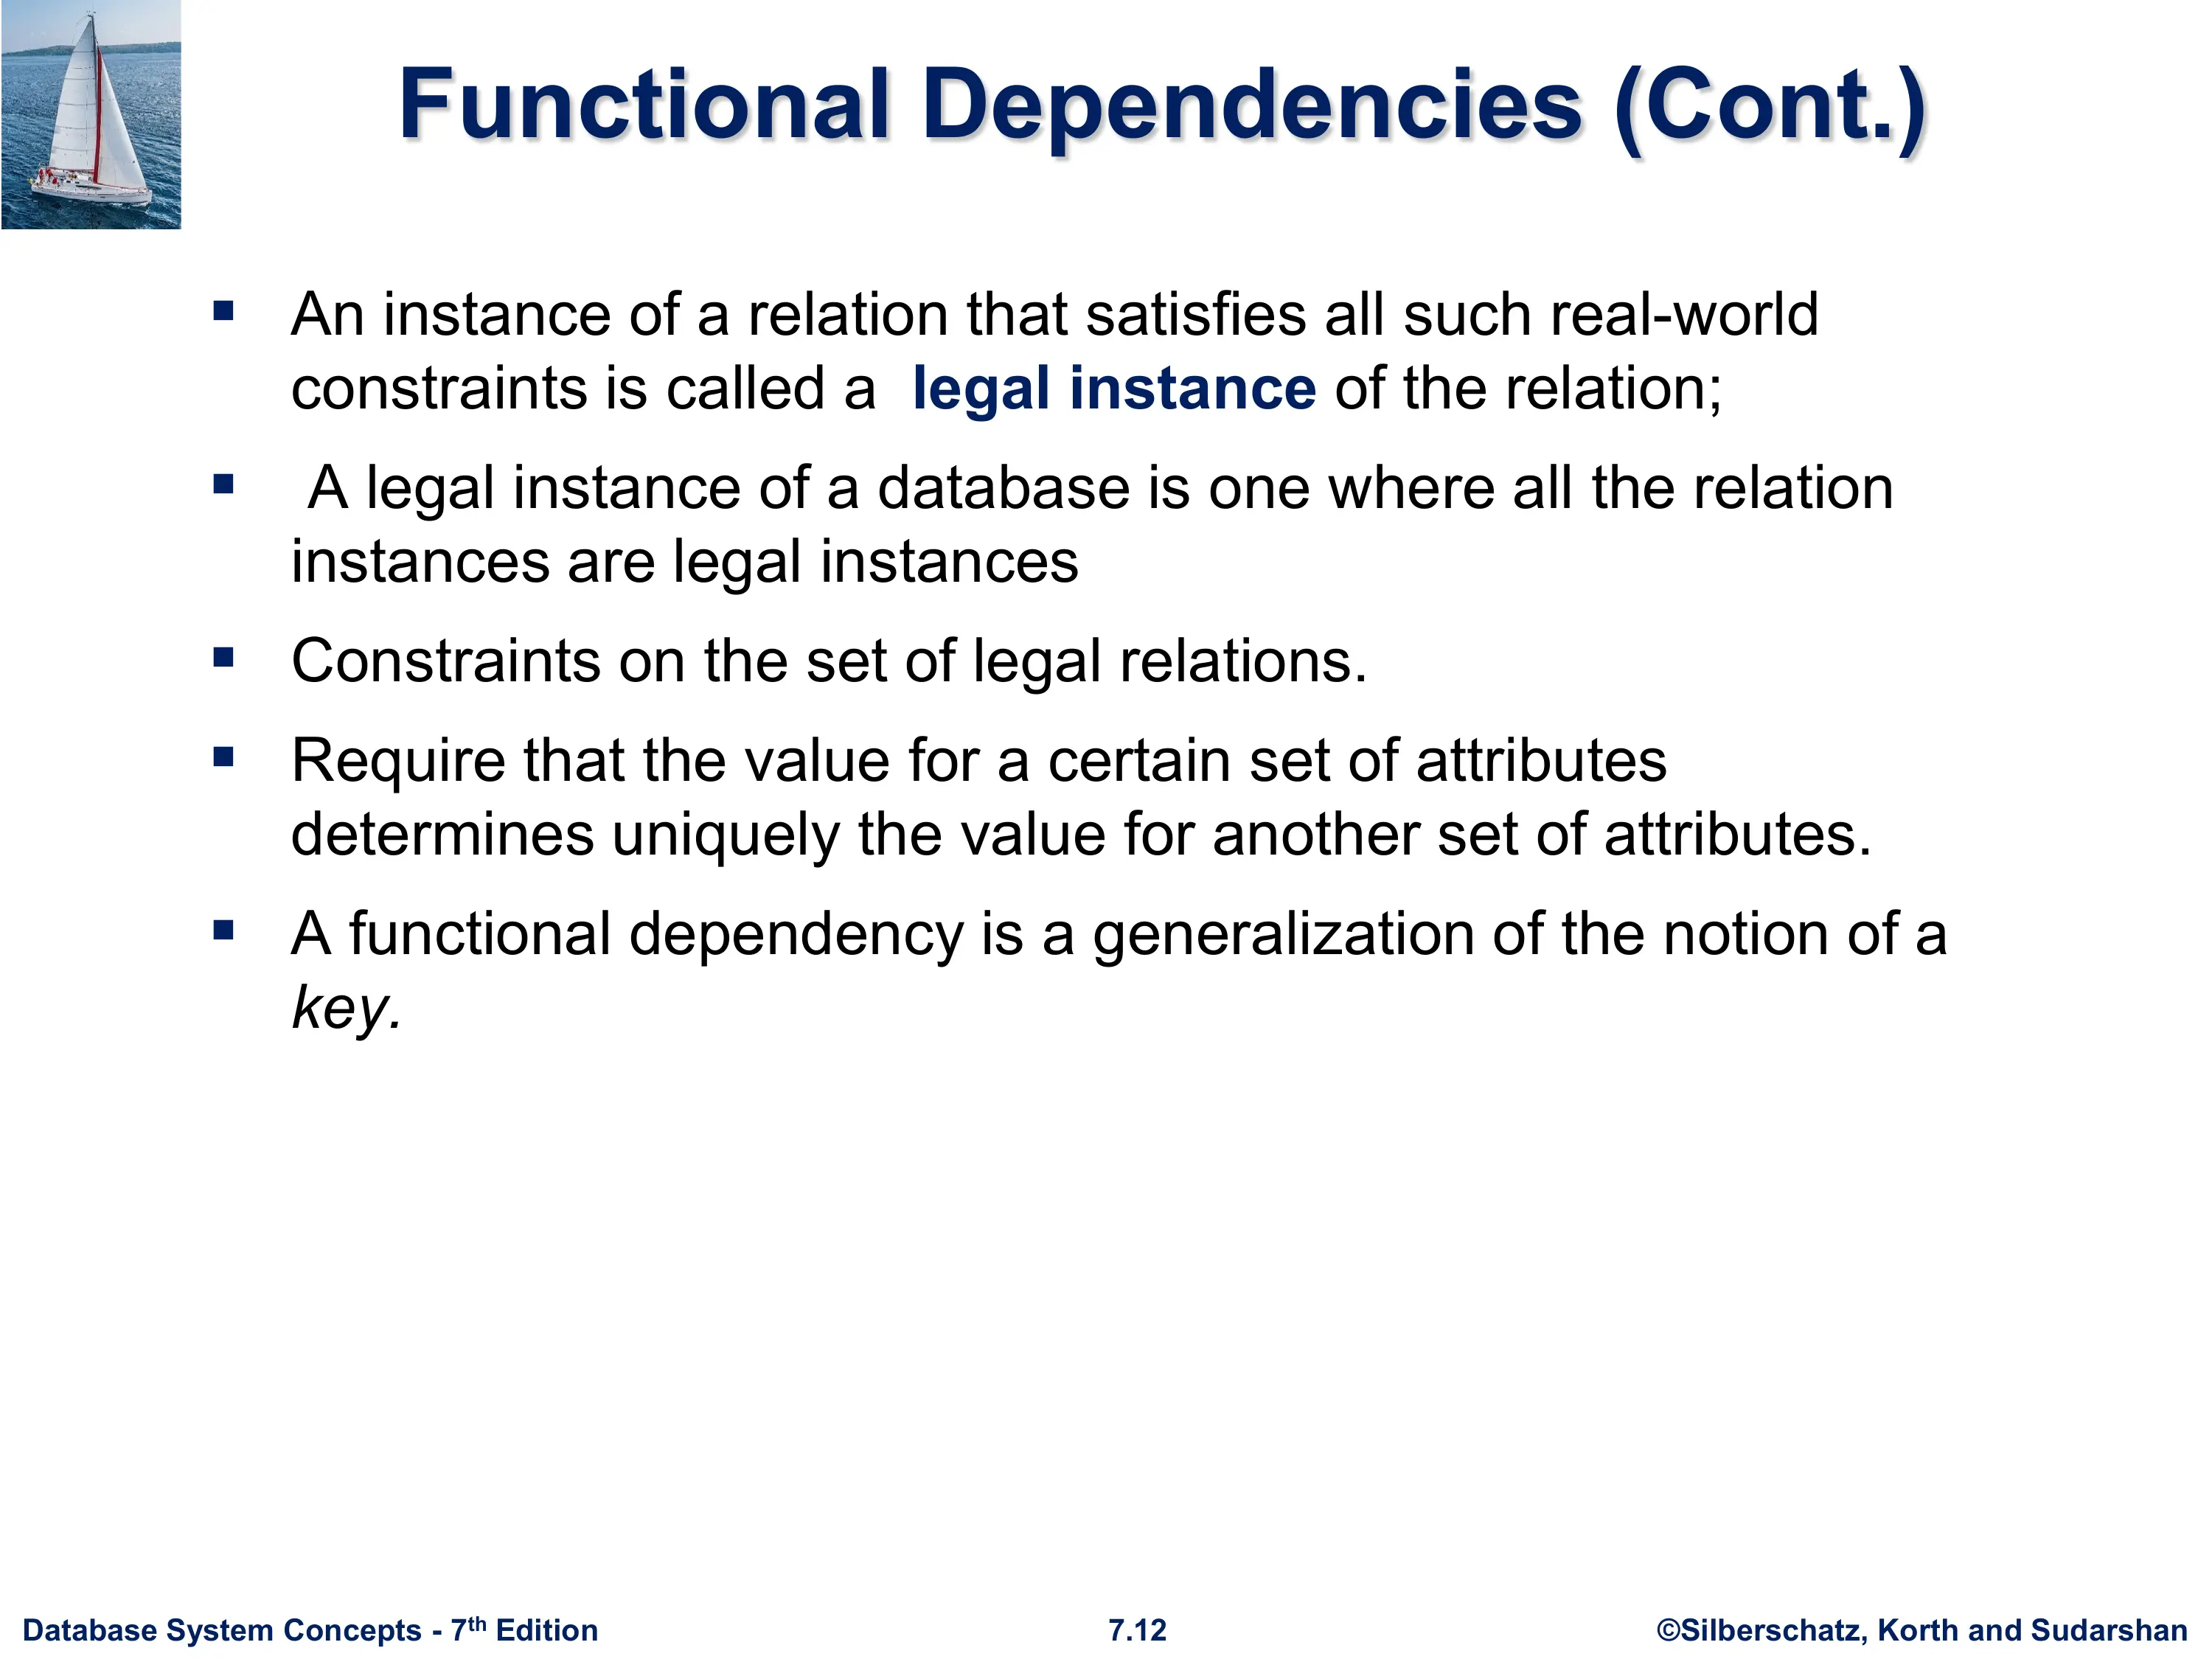 Functional Dependencies (Cont.)
▪ An instance of a relation that satisfies all such real-world
constraints is called a legal instance of the relation;
▪ A legal instance of a database is one where all the relation
instances are legal instances
▪ Constraints on the set of legal relations.
▪ Require that the value for a certain set of attributes
determines uniquely the value for another set of attributes.
▪ A functional dependency is a generalization of the notion of a
key.
Database System Concepts - 7th Edition
7.12
©Silberschatz, Korth and Sudarshan